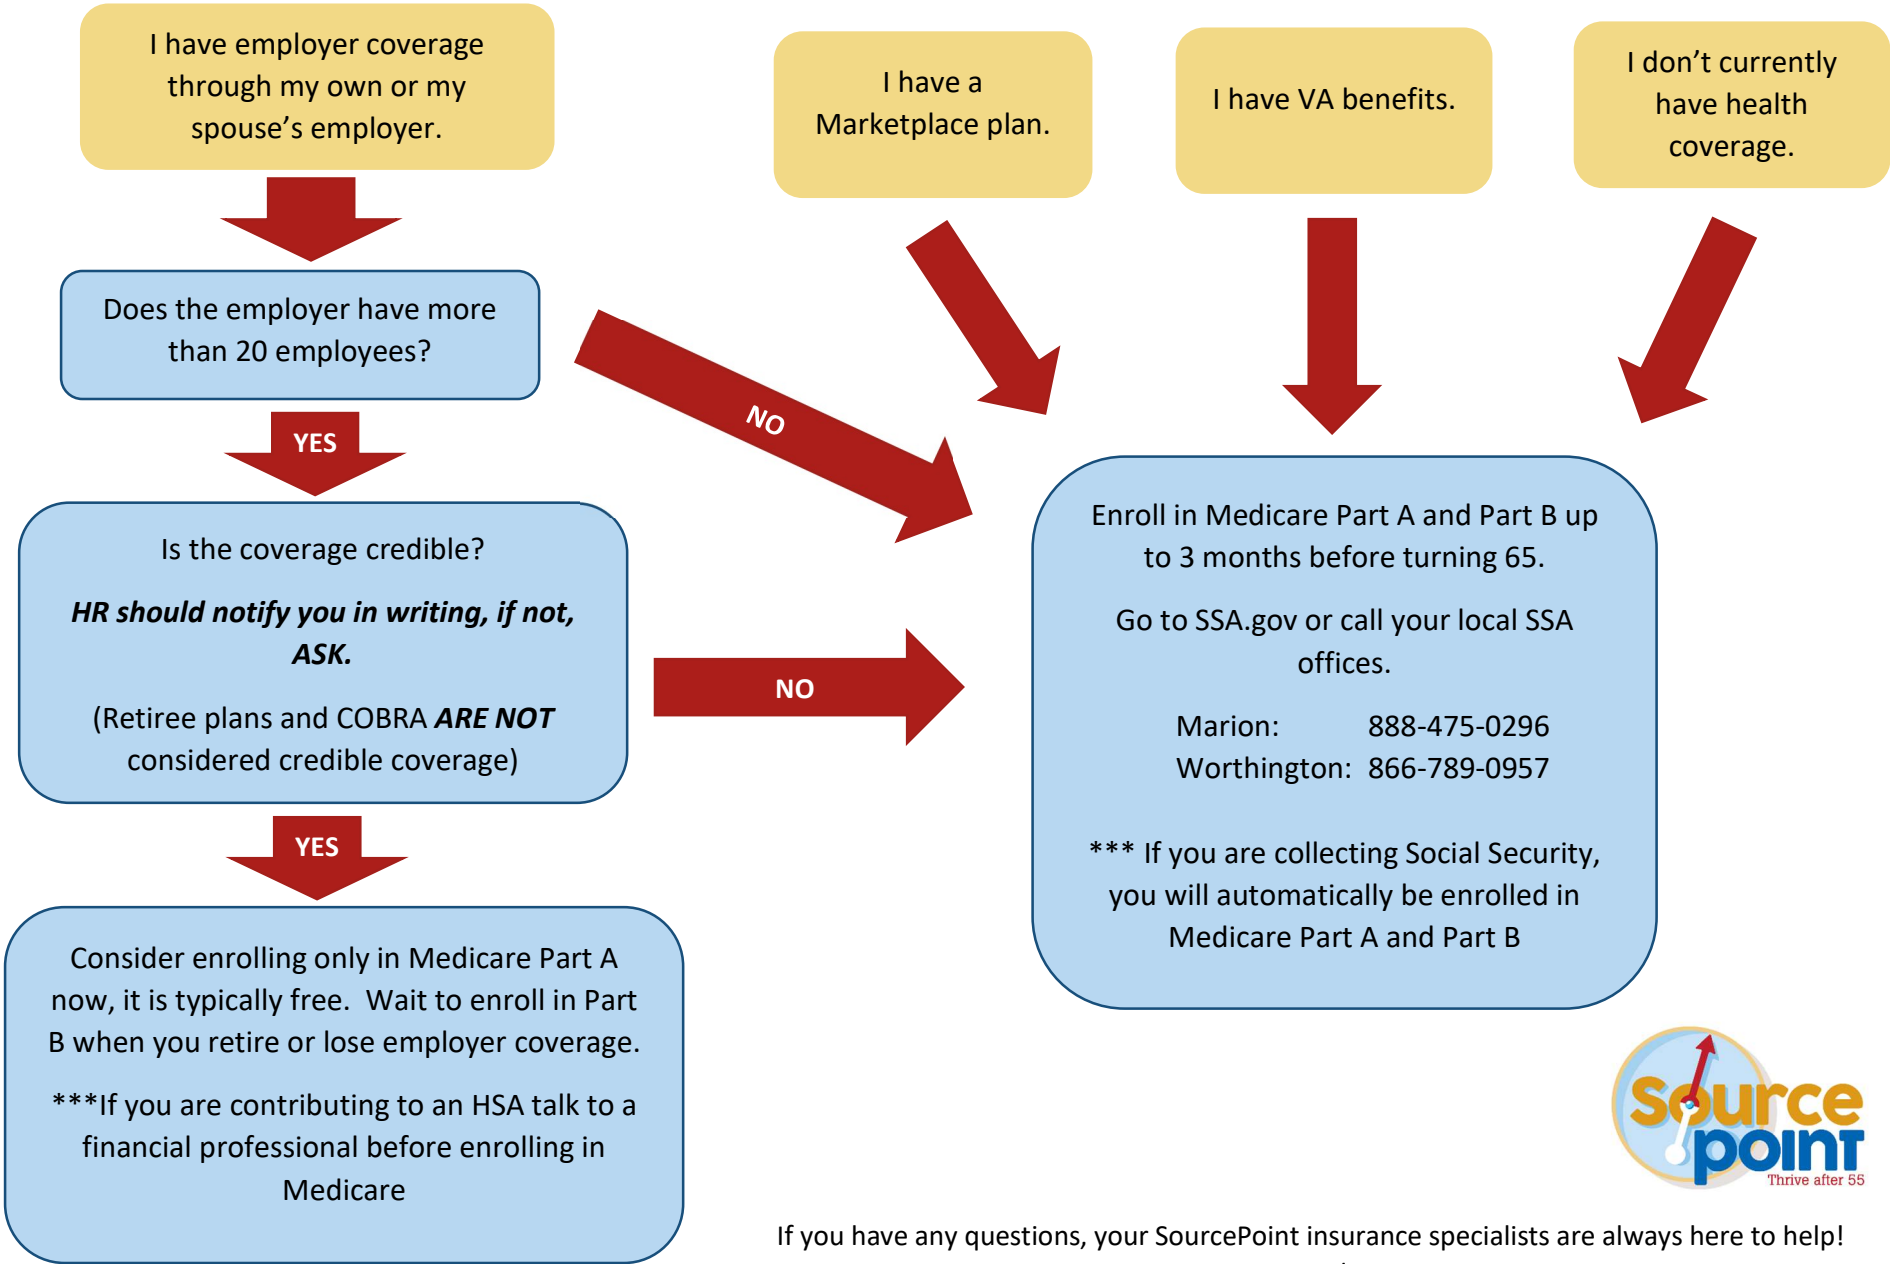 I have employer coverage
through my own or my
spouse's employer.
I have a
Marketplace plan.
I have VA benefits.
I don't currently
have health
coverage.
Does the employer have more
than 20 employees?
NO
YES
Is the coverage credible?
HR should notify you in writing, if not,
ASK.
(Retiree plans and COBRA ARE NOT
considered credible coverage)
NO
YES
Consider enrolling only in Medicare Part A
now, it is typically free.  Wait to enroll in Part
B when you retire or lose employer coverage.
***If you are contributing to an HSA talk to a
financial professional before enrolling in
Medicare
Enroll in Medicare Part A and Part B up
to 3 months before turning 65.
Go to SSA.gov or call your local SSA
offices.
Marion: 888-475-0296
Worthington: 866-789-0957
*** If you are collecting Social Security,
you will automatically be enrolled in
Medicare Part A and Part B
Source
point
Thrive after 55
If you have any questions, your SourcePoint insurance specialists are always here to help!